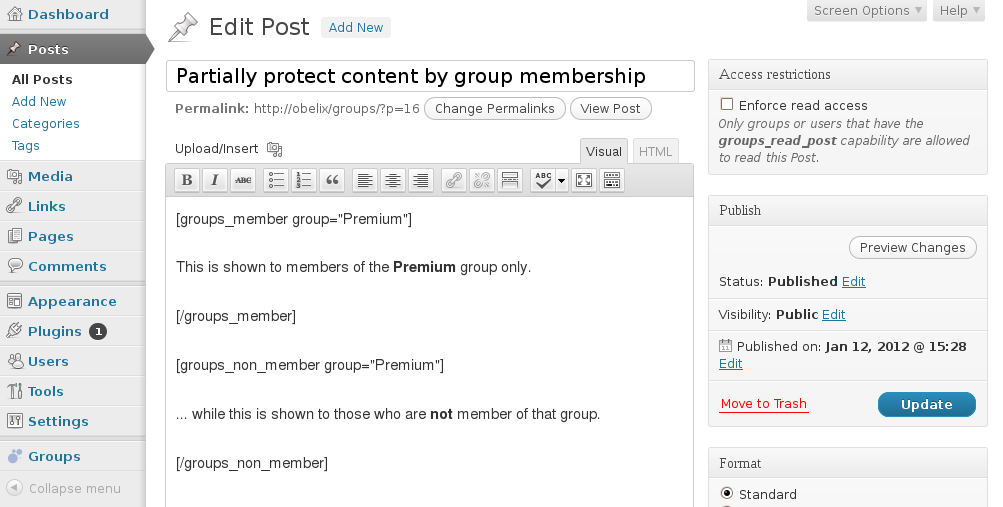 Dashboard
Posts
All Posts
Add New
Categories
Tags
Media
Links
Pages
Comments
Appearance
Plugins 1
Users
Tools
Settings
Groups
Collapse menu
Screen Options
Help
Edit Post Add New
Partially protect content by group membership
Permalink: http://obelix/groups/?p=16 Change Permalinks View Post
Upload/Insert
Visual HTML
B I ABC 1 2 3 “ ABC
[groups_member group="Premium"]
This is shown to members of the Premium group only.
[/groups_member]
[groups_non_member group="Premium"]
... while this is shown to those who are not member of that group.
[/groups_non_member]
Access restrictions
Enforce read access
Only groups or users that have the
groups_read_post capability are allowed
to read this Post.
Publish
Preview Changes
Status: Published Edit
Visibility: Public Edit
Published on: Jan 12, 2012 @ 15:28
Edit
Move to Trash Update
Format
Standard